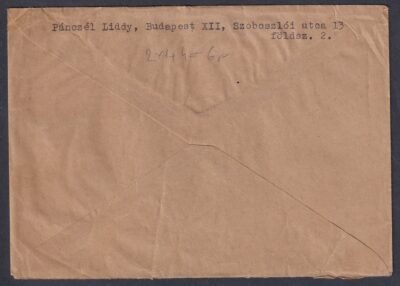 Páncsél Liddy, Budapest XII, Szoboszlói utca 13
földsz. 2.